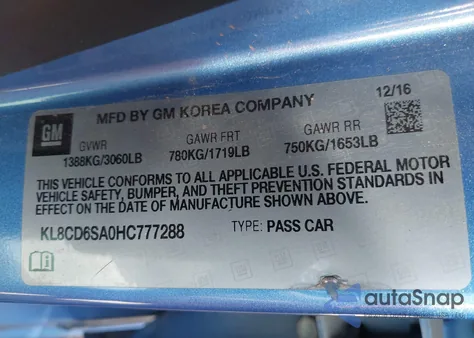 MFD BY GM KOREA COMPANY 12/16
GM
GVWR GAWR FRT GAWR RR
1388KG/3060LB 780KG/1719LB 750KG/1653LB
THIS VEHICLE CONFORMS TO ALL APPLICABLE U.S. FEDERAL MOTOR
VEHICLE SAFETY, BUMPER, AND THEFT PREVENTION STANDARDS IN
EFFECT ON THE DATE OF MANUFACTURE SHOWN ABOVE.
KL8CD6SA0HC777288 TYPE: PASS CAR
autoSnap